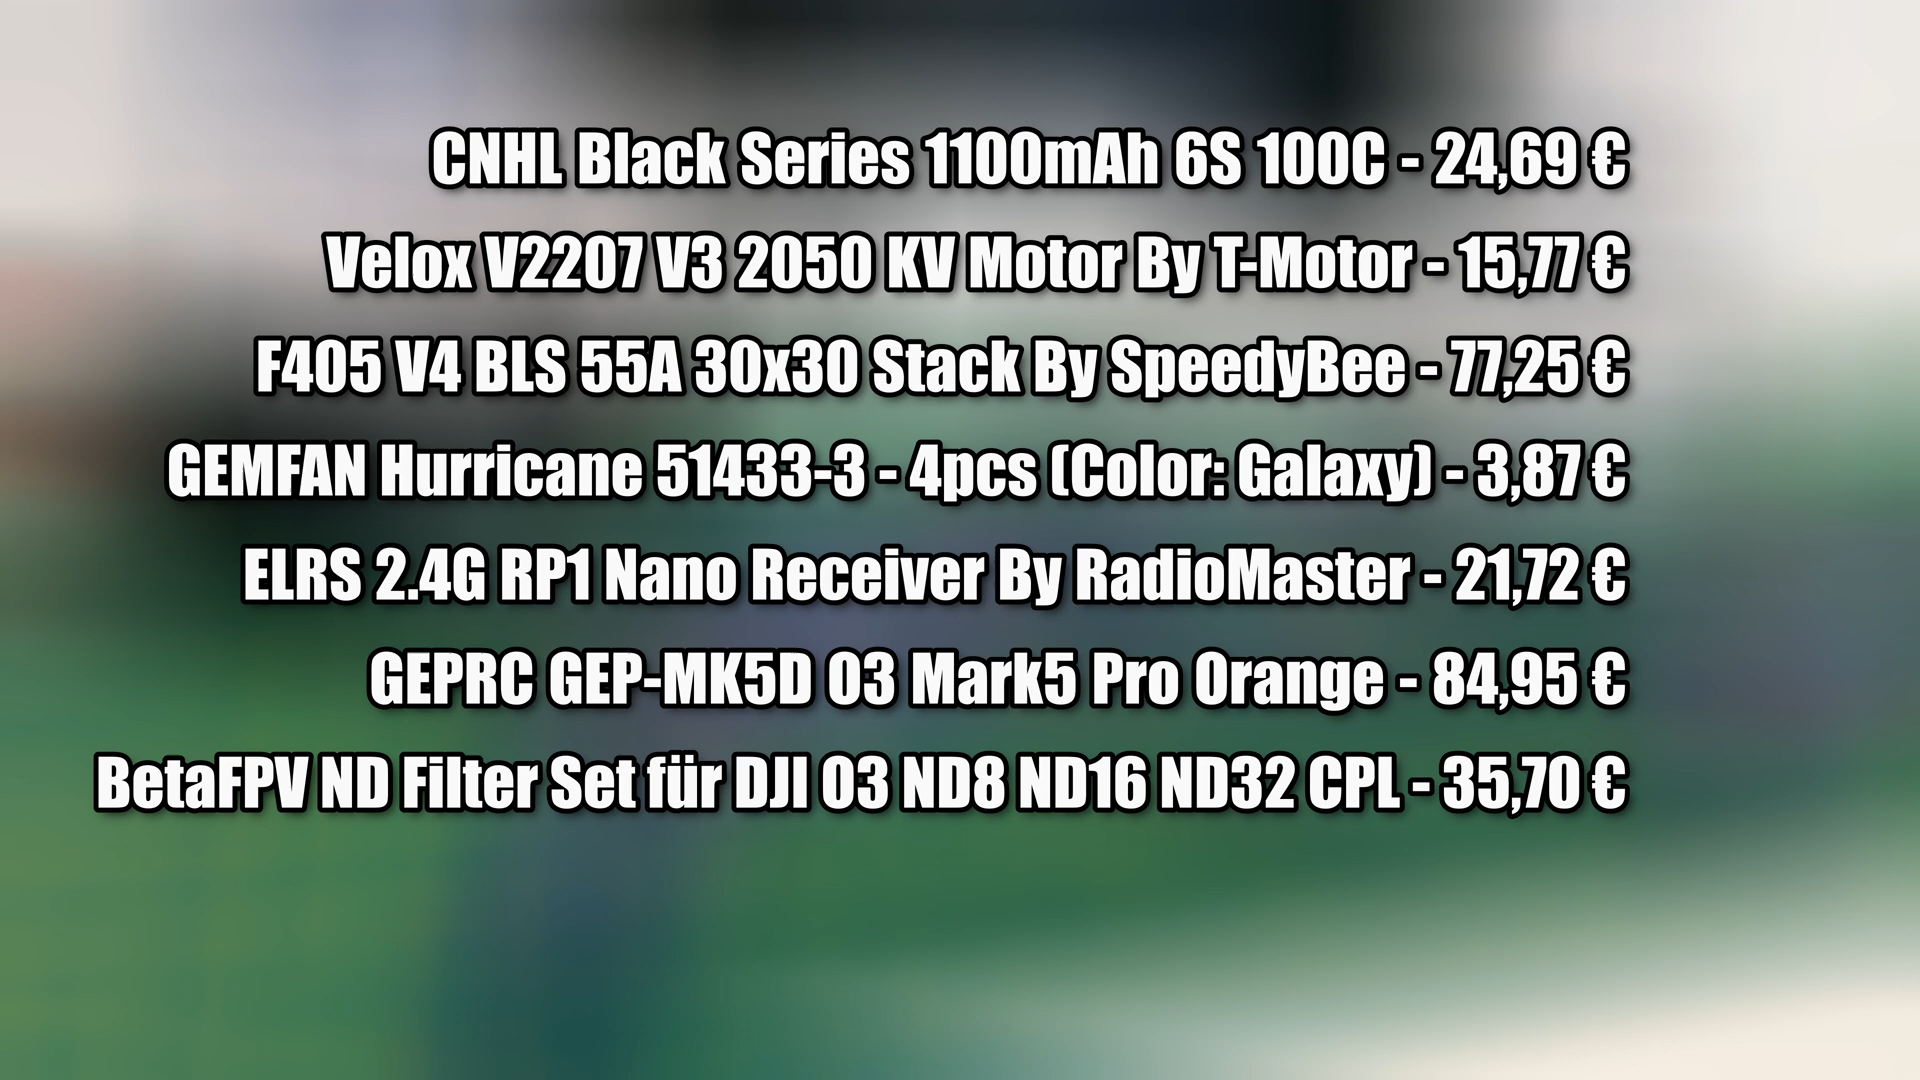 CNHL Black Series 1100mAh 6S 100C - 24,69 €
Velox V2207 V3 2050 KV Motor By T-Motor - 15,77 €
F405 V4 BLS 55A 30x30 Stack By SpeedyBee - 77,25 €
GEMFAN Hurricane 51433-3 - 4pcs (Color: Galaxy) - 3,87 €
ELRS 2.4G RP1 Nano Receiver By RadioMaster - 21,72 €
GEPRC GEP-MK5D O3 Mark5 Pro Orange - 84,95 €
BetaFPV ND Filter Set für DJI O3 ND8 ND16 ND32 CPL - 35,70 €